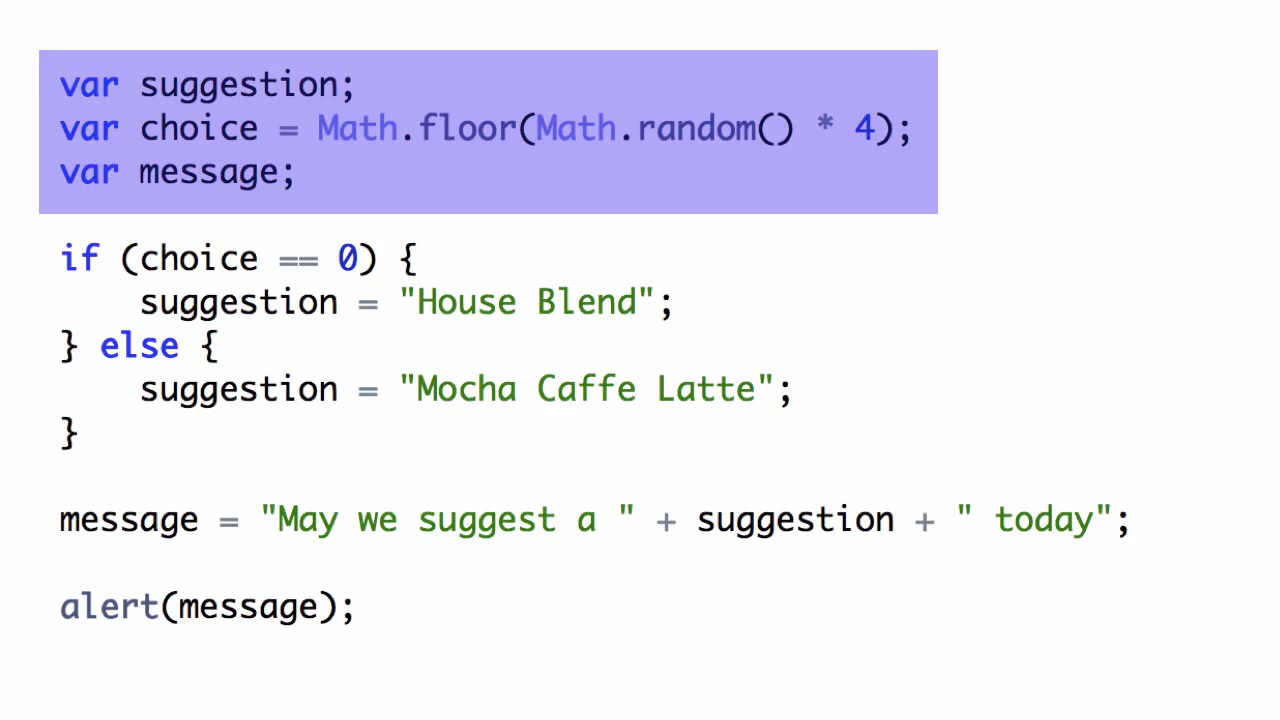 var suggestion;
var choice = Math.floor(Math.random() * 4);
var message;
if (choice == 0) {
    suggestion = "House Blend";
} else {
    suggestion = "Mocha Caffe Latte";
}
message = "May we suggest a " + suggestion + " today";
alert(message);